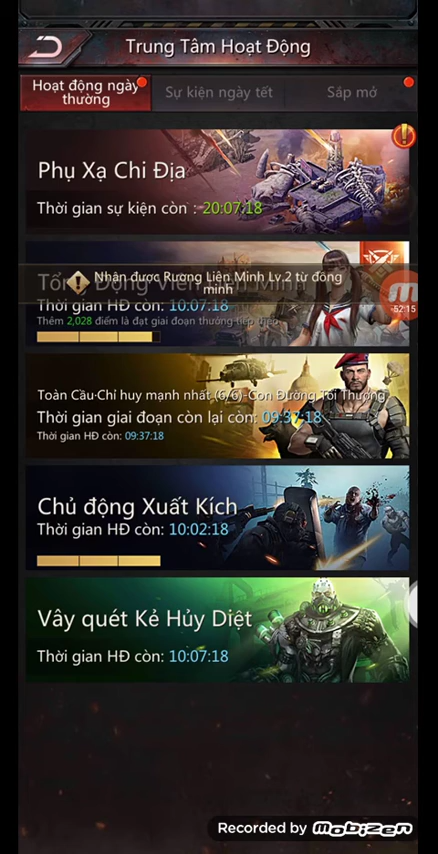 Trung Tâm Hoạt Động
Hoạt động ngày
thường
Sự kiện ngày tết
Sắp mở
Phụ Xạ Chi Địa
Thời gian sự kiện còn : 20:07:18
Nhận được Rương Liên Minh Lv.2 từ đồng
minh
Động Viên Minh
Thời gian HĐ còn: 10:07:18
Thêm 2,028 điểm là đạt giai đoạn thưởng tiếp theo
-52:15
Toàn Cầu·Chỉ huy mạnh nhất (6/6)-Con Đường Tối Thượng
Thời gian giai đoạn còn lại còn: 09:37:18
Thời gian HĐ còn: 09:37:18
Chủ động Xuất Kích
Thời gian HĐ còn: 10:02:18
Vây quét Kẻ Hủy Diệt
Thời gian HĐ còn: 10:07:18
Recorded by MOBIZEN